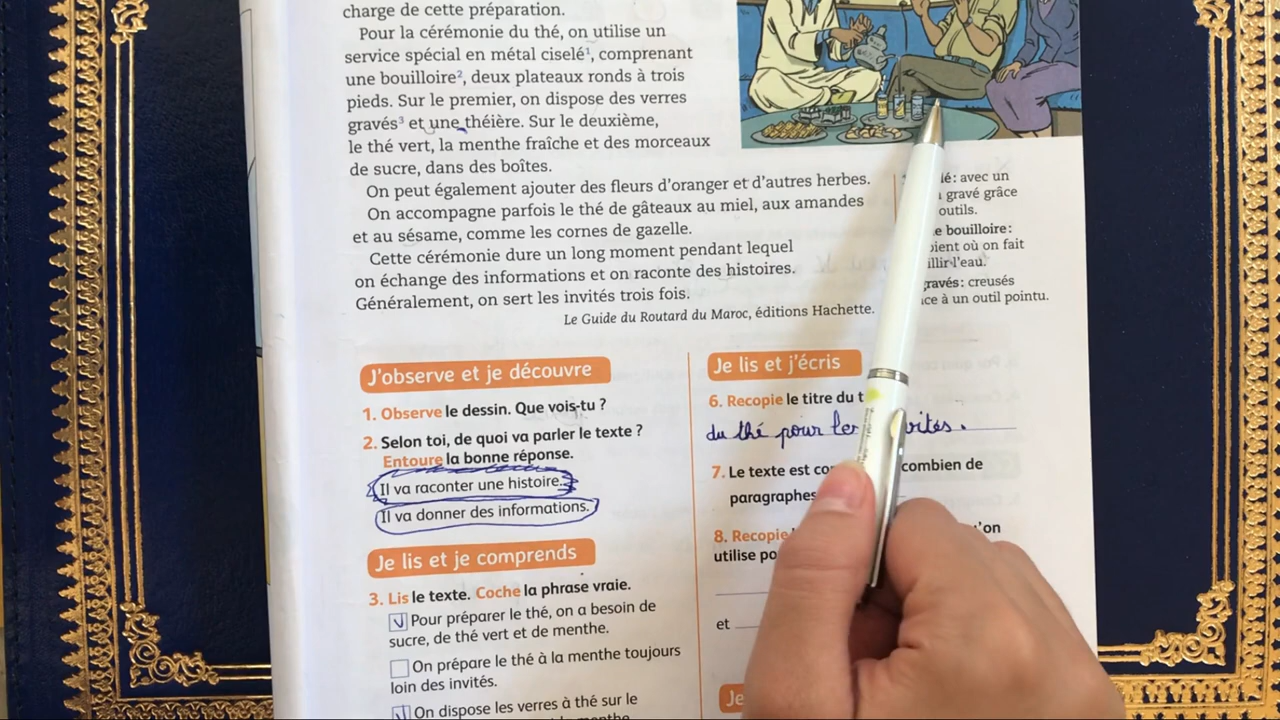 charge de cette préparation.
Pour la cérémonie du thé, on utilise un
service spécial en métal ciselé¹, comprenant
une bouilloire², deux plateaux ronds à trois
pieds. Sur le premier, on dispose des verres
gravés³ et une théière. Sur le deuxième,
le thé vert, la menthe fraîche et des morceaux
de sucre, dans des boîtes.
On peut également ajouter des fleurs d'oranger et d'autres herbes.
On accompagne parfois le thé de gâteaux au miel, aux amandes
et au sésame, comme les cornes de gazelle.
Cette cérémonie dure un long moment pendant lequel
on échange des informations et on raconte des histoires.
Généralement, on sert les invités trois fois.
Le Guide du Routard du Maroc, éditions Hachette.
: avec un
gravé grâce
outils.
bouilloire :
où on fait
l'eau.
gravés : creusés
à un outil pointu.
J'observe et je découvre
1. Observe le dessin. Que vois-tu ?
2. Selon toi, de quoi va parler le texte ?
Entoure la bonne réponse.
Il va raconter une histoire.
Il va donner des informations.
Je lis et je comprends
3. Lis le texte. Coche la phrase vraie.
Pour préparer le thé, on a besoin de
sucre, de thé vert et de menthe.
On prépare le thé à la menthe toujours
loin des invités.
On dispose les verres à thé sur le
Je lis et j'écris
6. Recopie le titre du
du thé pour les
7. Le texte est combien de
paragraphes
8. Recopie
utilise
et